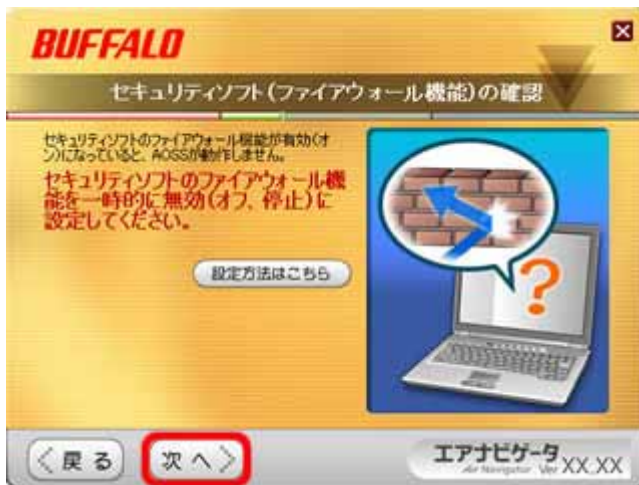 BUFFALO
セキュリティソフト(ファイアウォール機能)の確認
セキュリティソフトのファイアウォール機能が有効(オ
ン)になっていると、AOSSが動作しません。
セキュリティソフトのファイアウォール機
能を一時的に無効(オフ、停止)に
設定してください。
設定方法はこちら
?
戻る
次へ
エアナビゲータ
Air Navigator Ver XX.XX